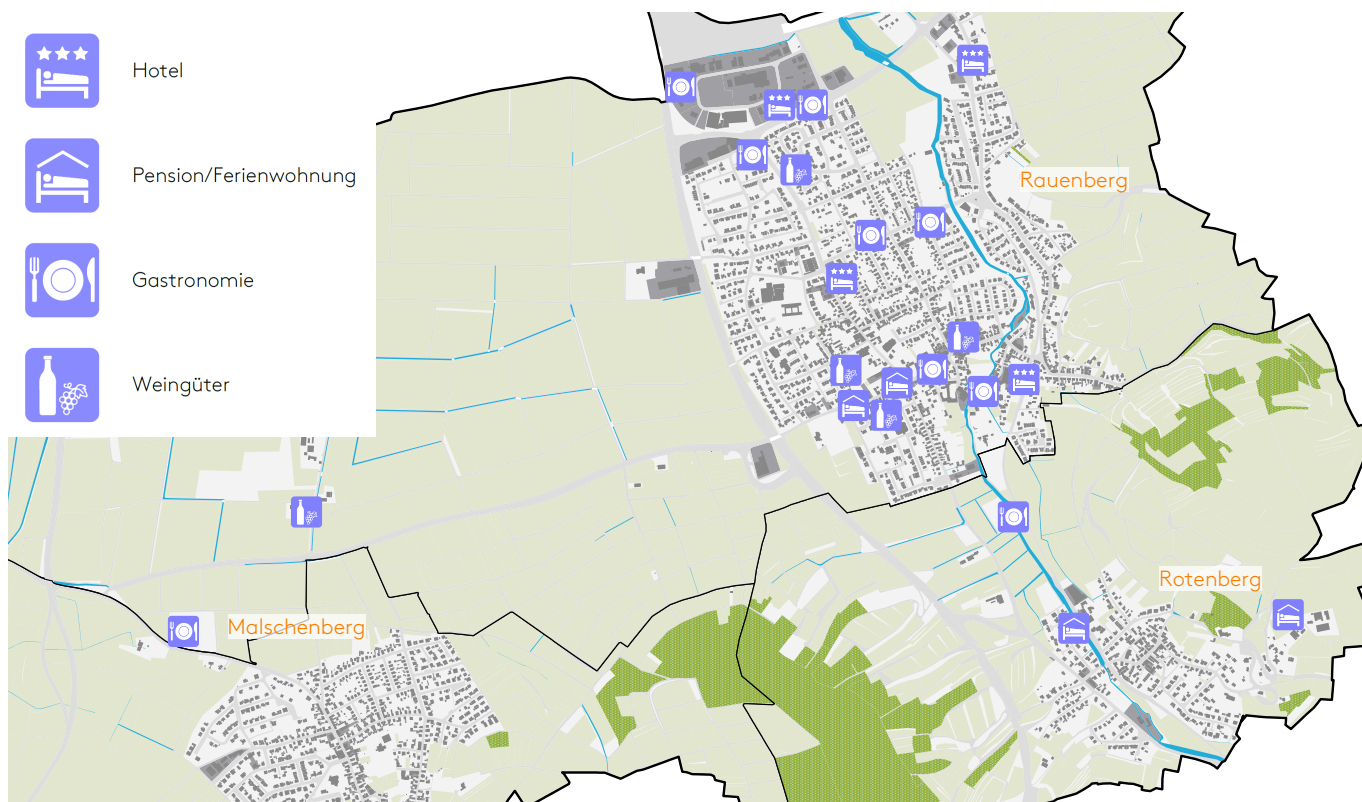 Hotel
Pension/Ferienwohnung
Gastronomie
Weingüter
Rauenberg
Rotenberg
Malschenberg